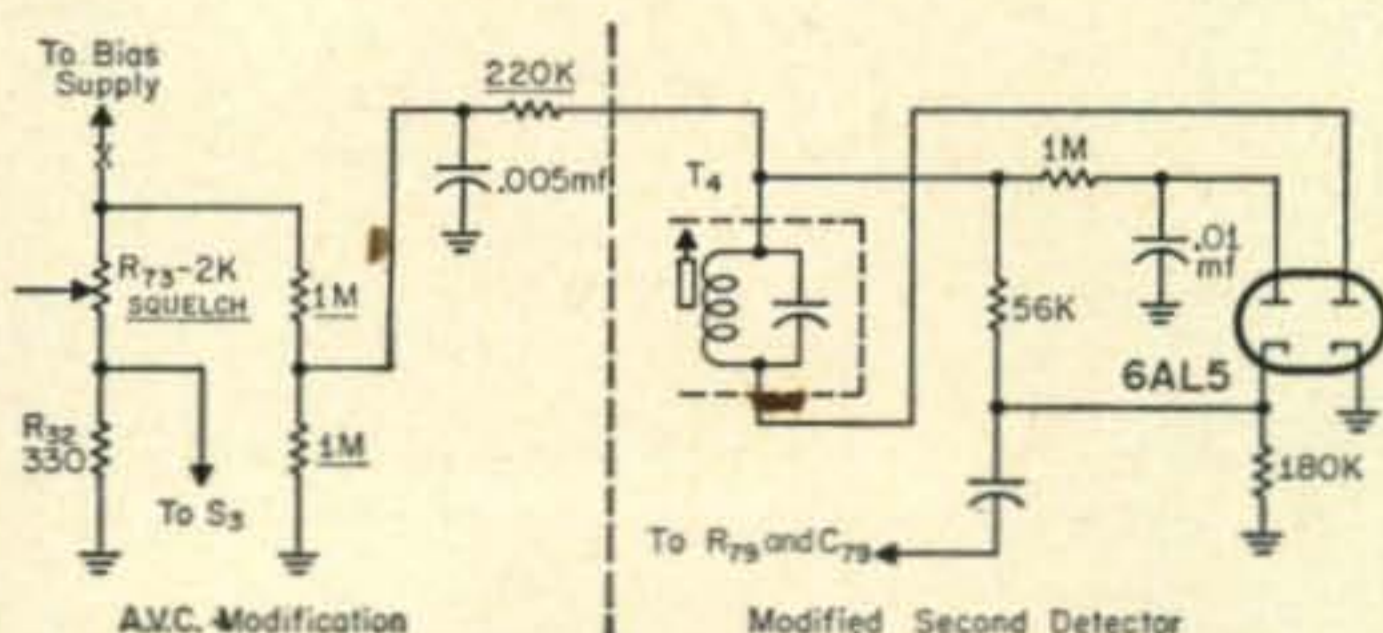 To Bias
Supply
R73-2K
SQUELCH
1M
R32
330
1M
To S3
220K
.005mf
A.V.C. Modification
T4
1M
.01
mf
56K
6AL5
180K
To R79 and C79
Modified Second Detector